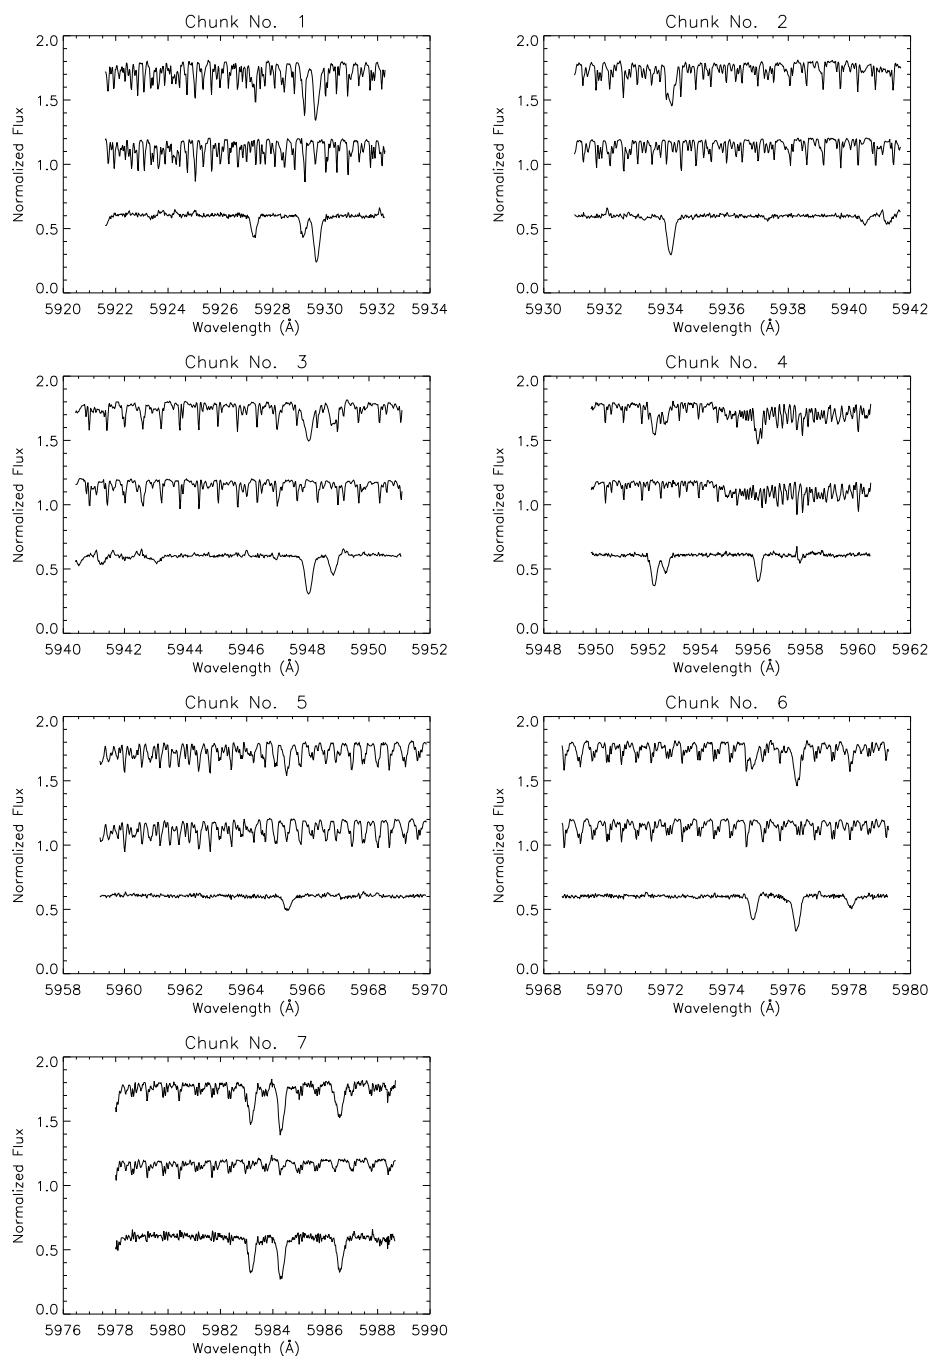 Chunk No. 1
2.0
1.5
1.0
0.5
0.0
Normalized Flux
5920 5922 5924 5926 5928 5930 5932 5934
Wavelength (Å)
Chunk No. 2
2.0
1.5
1.0
0.5
0.0
Normalized Flux
5930 5932 5934 5936 5938 5940 5942
Wavelength (Å)
Chunk No. 3
2.0
1.5
1.0
0.5
0.0
Normalized Flux
5940 5942 5944 5946 5948 5950 5952
Wavelength (Å)
Chunk No. 4
2.0
1.5
1.0
0.5
0.0
Normalized Flux
5948 5950 5952 5954 5956 5958 5960 5962
Wavelength (Å)
Chunk No. 5
2.0
1.5
1.0
0.5
0.0
Normalized Flux
5958 5960 5962 5964 5966 5968 5970
Wavelength (Å)
Chunk No. 6
2.0
1.5
1.0
0.5
0.0
Normalized Flux
5968 5970 5972 5974 5976 5978 5980
Wavelength (Å)
Chunk No. 7
2.0
1.5
1.0
0.5
0.0
Normalized Flux
5976 5978 5980 5982 5984 5986 5988 5990
Wavelength (Å)